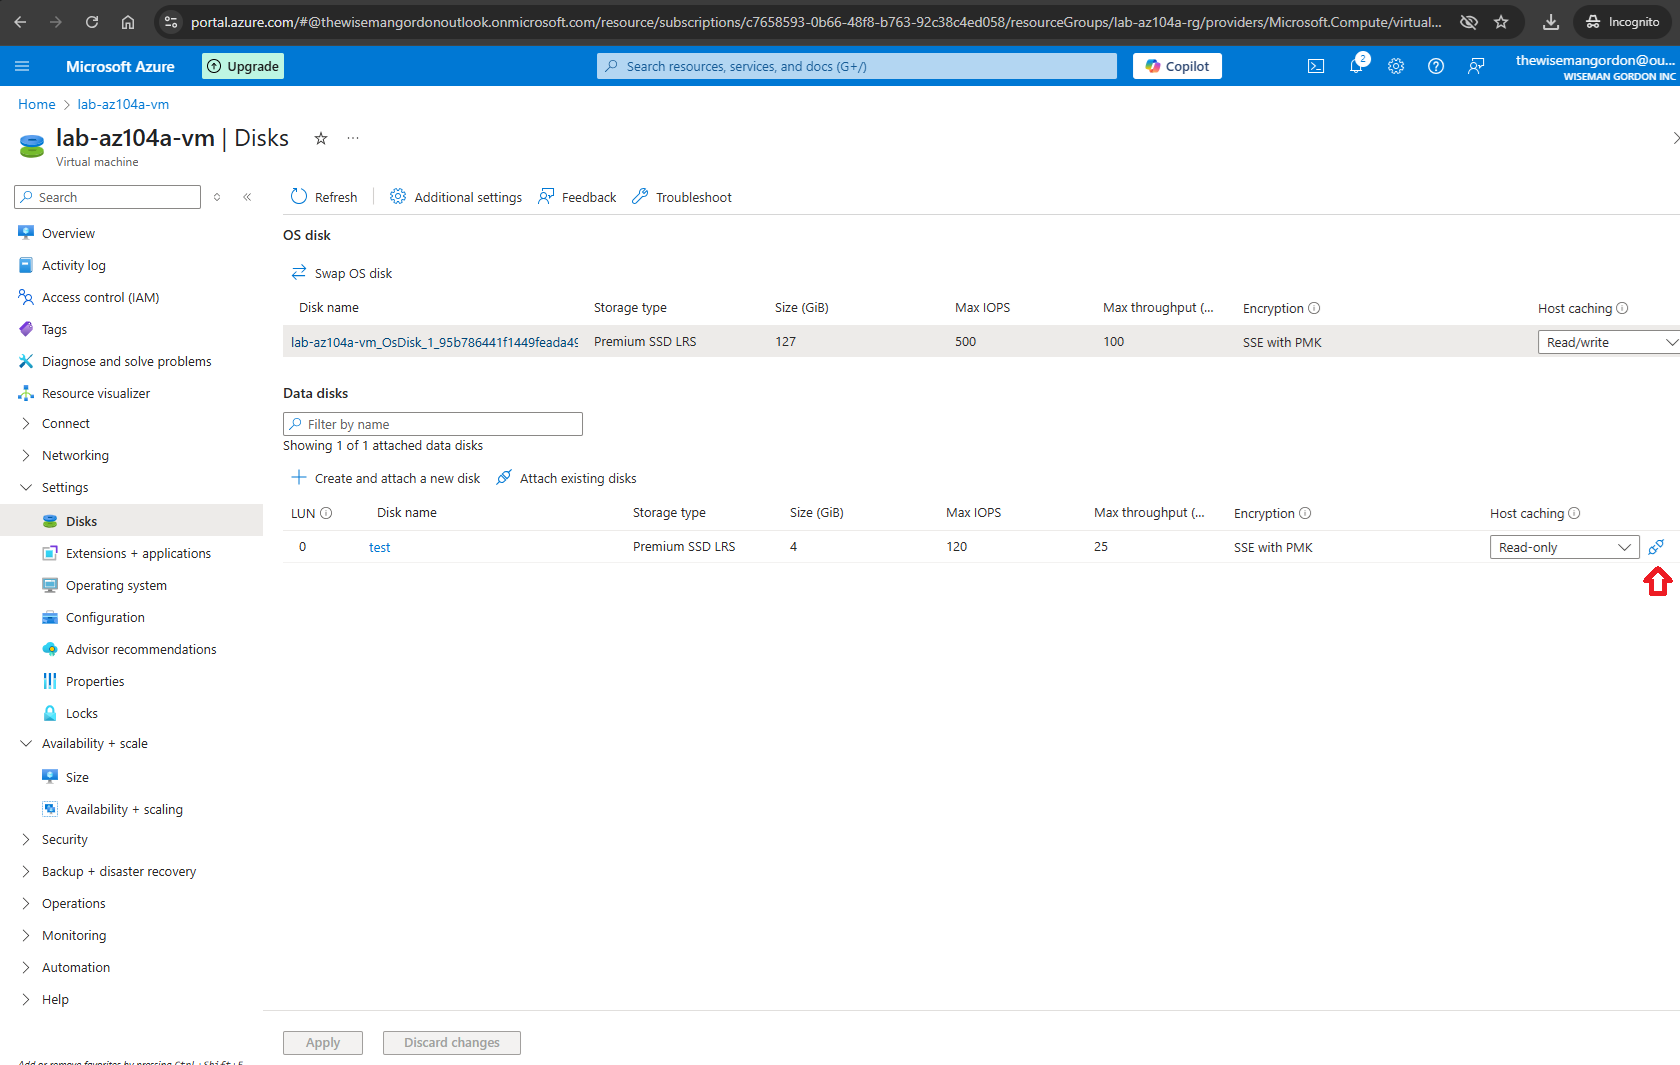 portal.azure.com/#@thewisemangordonoutlook.onmicrosoft.com/resource/subscriptions/c7658593-0b66-48f8-b763-92c38c4ed058/resourceGroups/lab-az104a-rg/providers/Microsoft.Compute/virtual...
Incognito
Microsoft Azure
Upgrade
Search resources, services, and docs (G+/)
Copilot
2
thewisemangordon@ou...
WISEMAN GORDON INC
Home > lab-az104a-vm
lab-az104a-vm | Disks
Virtual machine
Search
Refresh
Additional settings
Feedback
Troubleshoot
Overview
Activity log
Access control (IAM)
Tags
Diagnose and solve problems
Resource visualizer
Connect
Networking
Settings
Disks
Extensions + applications
Operating system
Configuration
Advisor recommendations
Properties
Locks
Availability + scale
Size
Availability + scaling
Security
Backup + disaster recovery
Operations
Monitoring
Automation
Help
Add or remove favorites by pressing Ctrl+Shift+F
OS disk
Swap OS disk
Disk name Storage type Size (GiB) Max IOPS Max throughput (... Encryption Host caching
lab-az104a-vm_OsDisk_1_95b786441f1449feada49 Premium SSD LRS 127 500 100 SSE with PMK Read/write
Data disks
Filter by name
Showing 1 of 1 attached data disks
Create and attach a new disk Attach existing disks
LUN Disk name Storage type Size (GiB) Max IOPS Max throughput (... Encryption Host caching
0 test Premium SSD LRS 4 120 25 SSE with PMK Read-only
Apply Discard changes